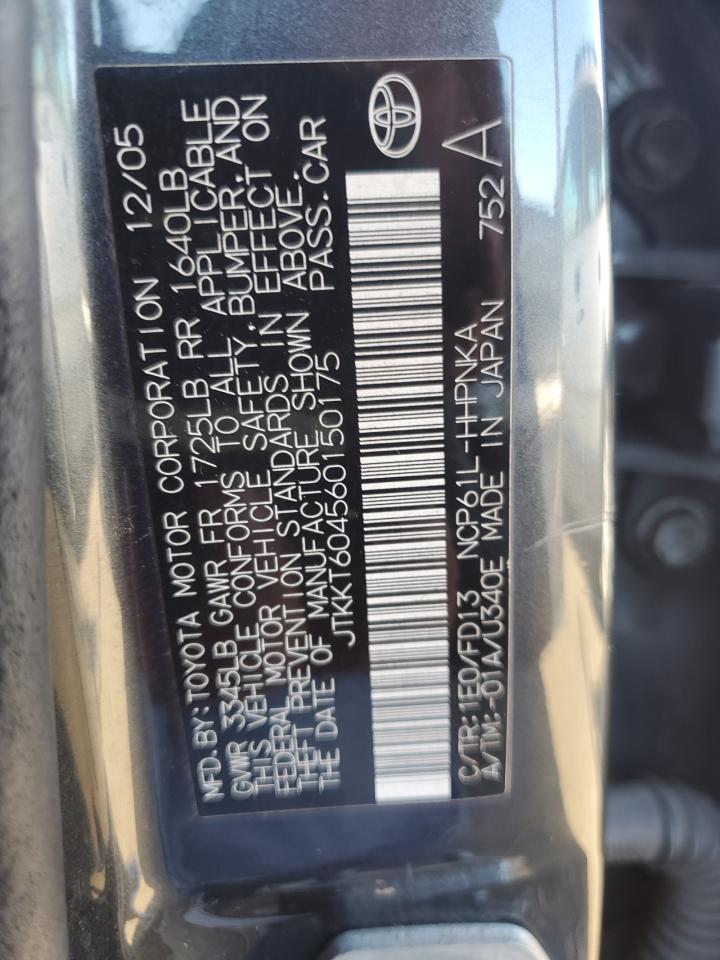 MFD.BY:TOYOTA MOTOR CORPORATION 12/05
GVWR 3345LB GAWR FR 1725LB RR 1640LB
THIS VEHICLE CONFORMS TO ALL APPLICABLE
FEDERAL MOTOR VEHICLE SAFETY,BUMPER,AND
THEFT PREVENTION STANDARDS IN EFFECT ON
THE DATE OF MANUFACTURE SHOWN ABOVE.
JTKKT604560150175 PASS.CAR
C/TR:1E0/FD13 NCP61L-HHPNKA
A/TM:-01A/U340E MADE IN JAPAN 752A